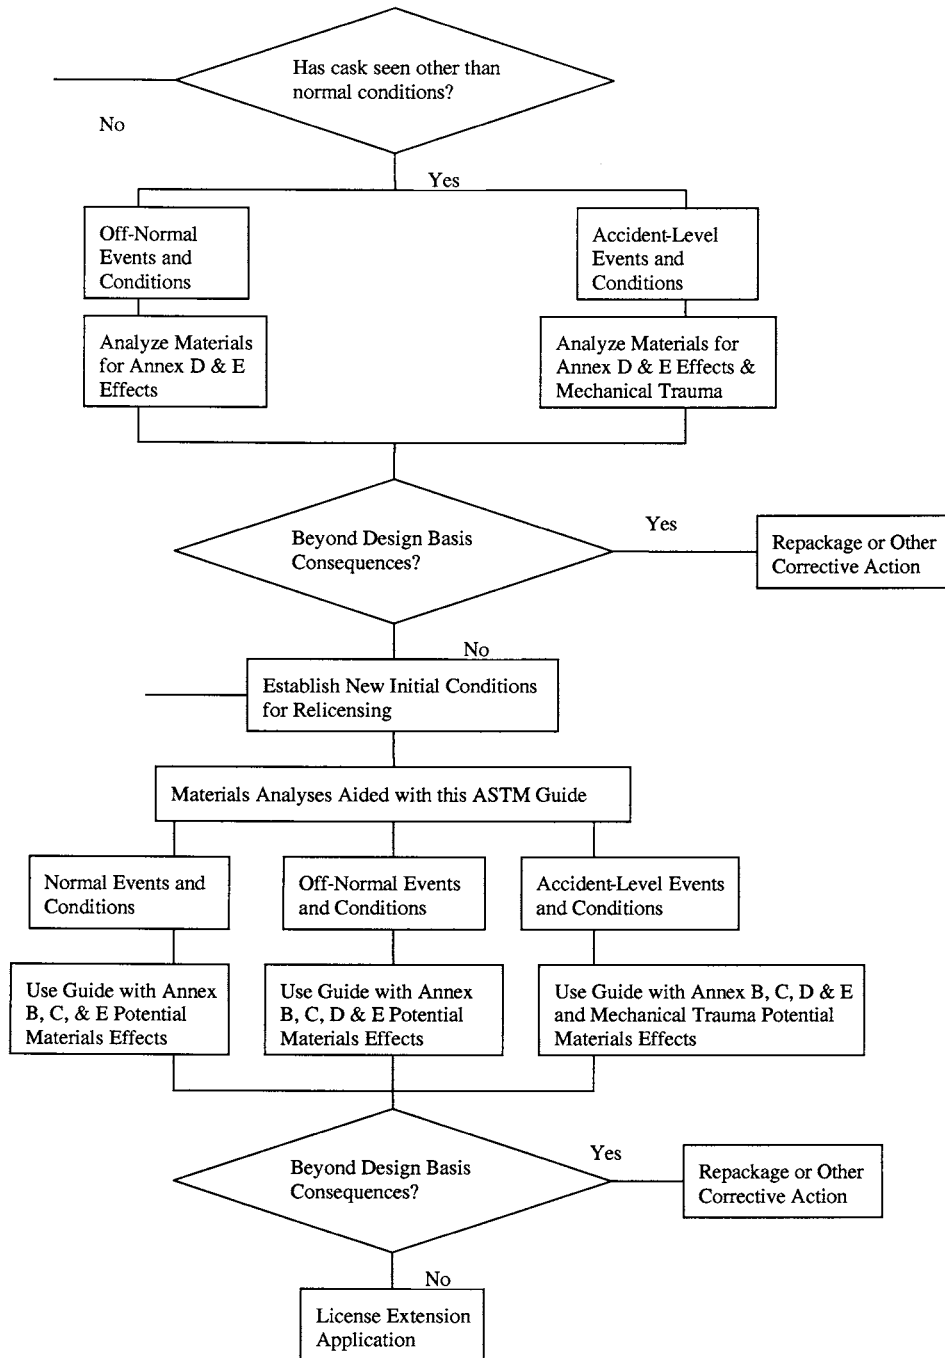 Has cask seen other than
normal conditions?
No
Yes
Off-Normal
Events and
Conditions
Accident-Level
Events and
Conditions
Analyze Materials
for Annex D & E
Effects
Analyze Materials for
Annex D & E Effects &
Mechanical Trauma
Beyond Design Basis
Consequences?
Yes
Repackage or Other
Corrective Action
No
Establish New Initial Conditions
for Relicensing
Materials Analyses Aided with this ASTM Guide
Normal Events and
Conditions
Off-Normal Events
and Conditions
Accident-Level Events
and Conditions
Use Guide with Annex
B, C, & E Potential
Materials Effects
Use Guide with Annex
B, C, D & E Potential
Materials Effects
Use Guide with Annex B, C, D & E
and Mechanical Trauma Potential
Materials Effects
Beyond Design Basis
Consequences?
Yes
Repackage or Other
Corrective Action
No
License Extension
Application